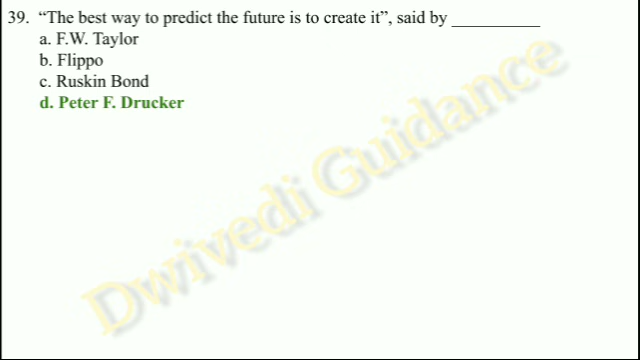 39. “The best way to predict the future is to create it”, said by __________
a. F.W. Taylor
b. Flippo
c. Ruskin Bond
d. Peter F. Drucker
Dwivedi Guidance